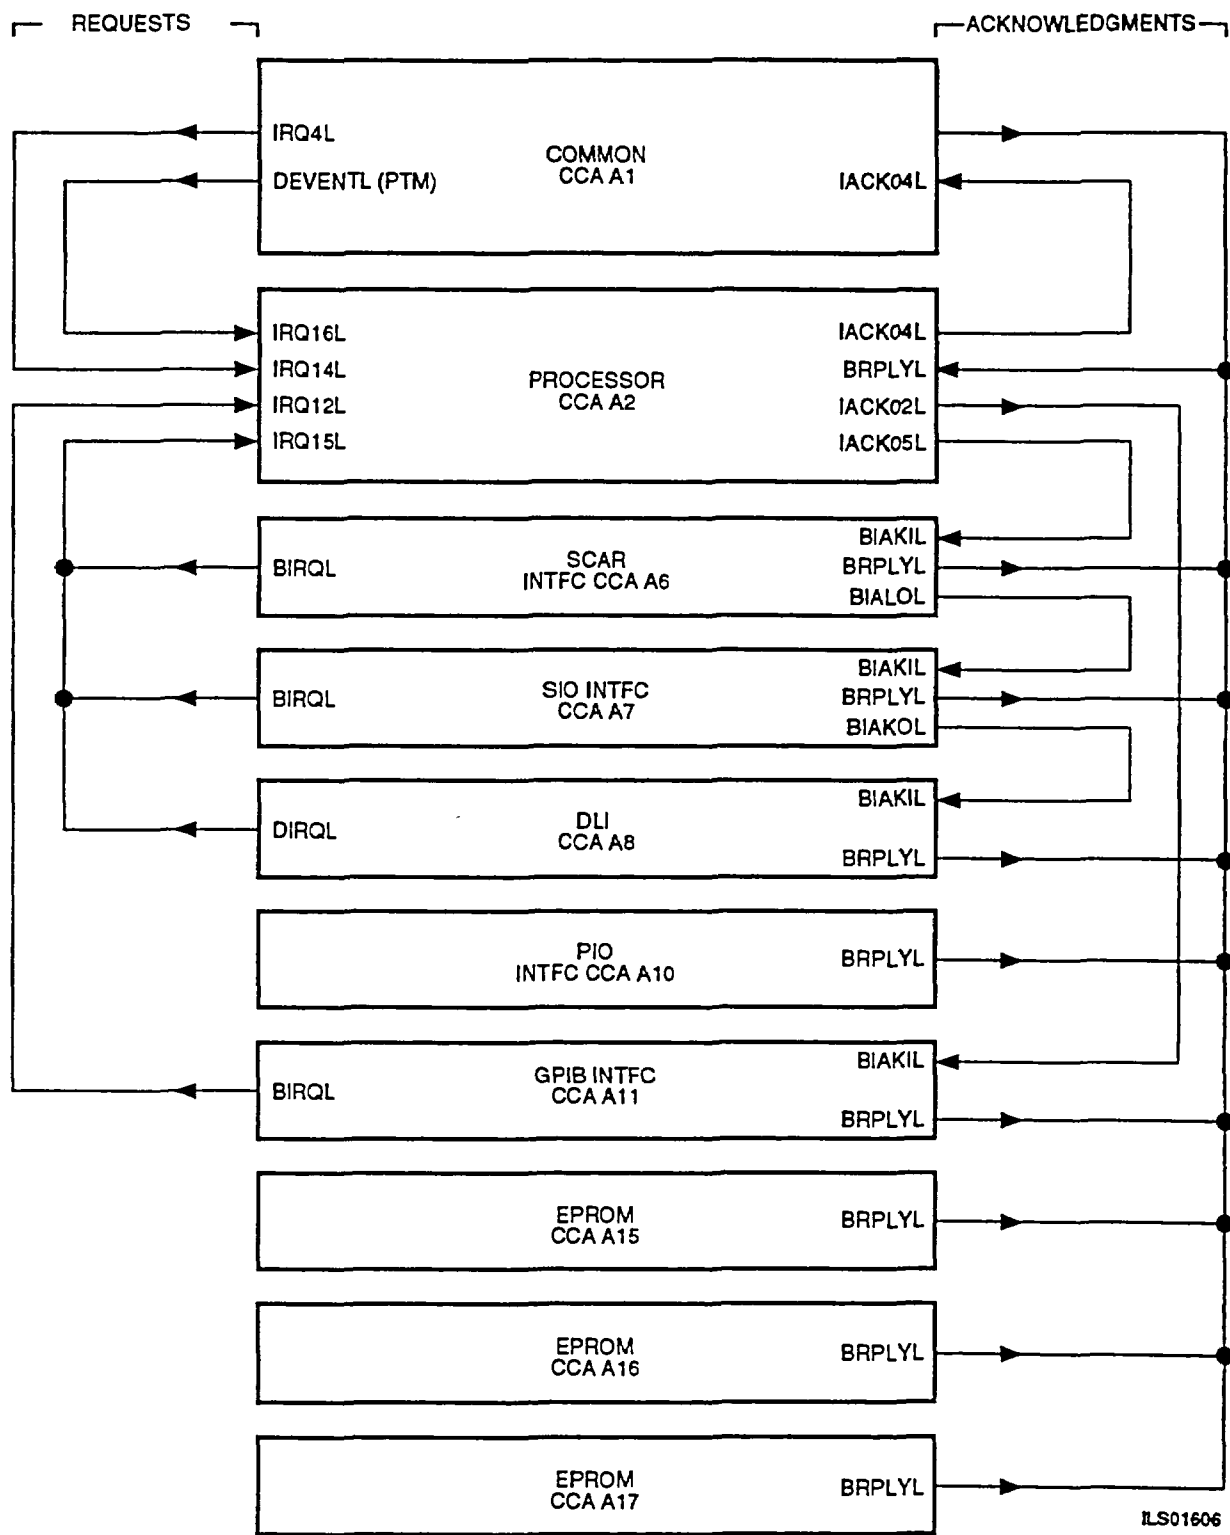 REQUESTS
ACKNOWLEDGMENTS
IRQ4L
DEVENTL (PTM)
COMMON
CCA A1
IACK04L
IRQ16L
IRQ14L
IRQ12L
IRQ15L
PROCESSOR
CCA A2
IACK04L
BRPLYL
IACK02L
IACK05L
BIRQL
SCAR
INTFC CCA A6
BIAKIL
BRPLYL
BIALOL
BIRQL
SIO INTFC
CCA A7
BIAKIL
BRPLYL
BIAKOL
DIRQL
DLI
CCA A8
BIAKIL
BRPLYL
PIO
INTFC CCA A10
BRPLYL
BIRQL
GPIB INTFC
CCA A11
BIAKIL
BRPLYL
EPROM
CCA A15
BRPLYL
EPROM
CCA A16
BRPLYL
EPROM
CCA A17
BRPLYL
ILS01606